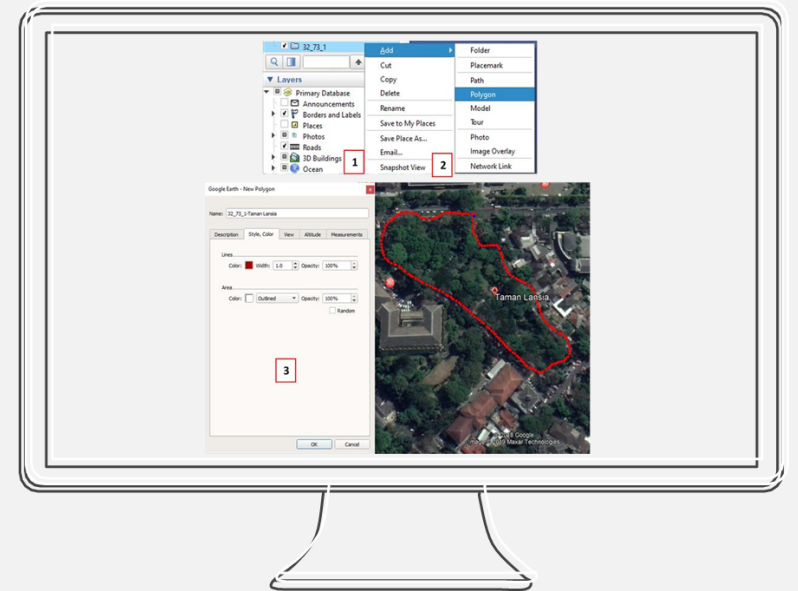 32_73_1
Layers
Primary Database
Announcements
Borders and Labels
Places
Photos
Roads
3D Buildings
Ocean
1
Add
Cut
Copy
Delete
Rename
Save to My Places
Save Place As...
Email...
Snapshot View
2
Folder
Placemark
Path
Polygon
Model
Tour
Photo
Image Overlay
Network Link
Google Earth - New Polygon
Name: 32_73_1-Taman Lansia
Description Style, Color View Altitude Measurements
Lines
Color: Width: 1.0 Opacity: 100%
Area
Color: Outlined Opacity: 100%
Random
3
OK Cancel
Taman Lansia
Google
Maxar Technologies